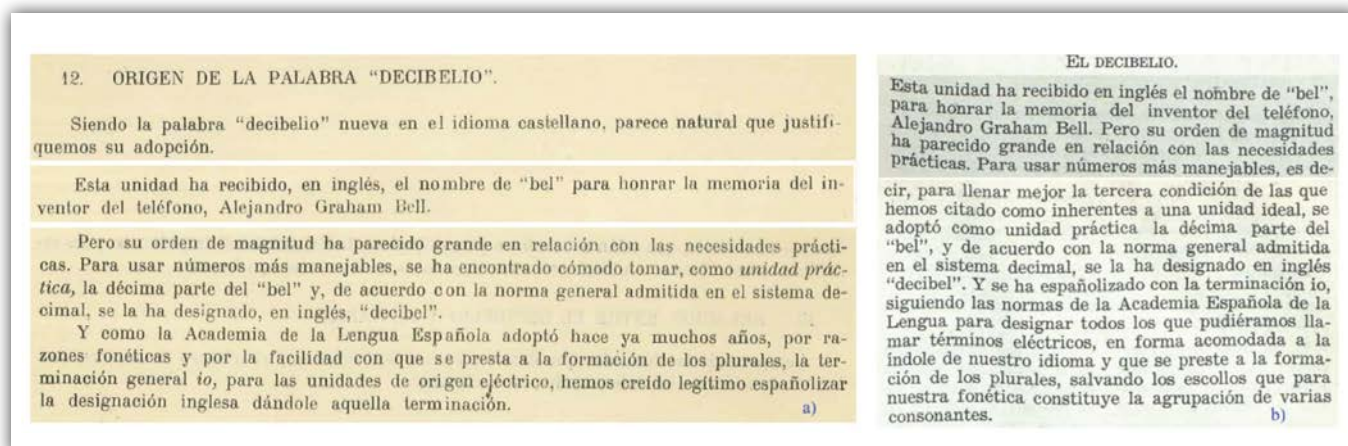 12. ORIGEN DE LA PALABRA "DECIBELIO".
Siendo la palabra "decibelio" nueva en el idioma castellano, parece natural que justifi-
quemos su adopción.
Esta unidad ha recibido, en inglés, el nombre de "bel" para honrar la memoria del in-
ventor del teléfono, Alejandro Graham Bell.
Pero su orden de magnitud ha parecido grande en relación con las necesidades prácti-
cas. Para usar números más manejables, se ha encontrado cómodo tomar, como unidad prác-
tica, la décima parte del "bel" y, de acuerdo con la norma general admitida en el sistema de-
cimal, se la ha designado, en inglés, "decibel".
Y como la Academia de la Lengua Española adoptó hace ya muchos años, por ra-
zones fonéticas y por la facilidad con que se presta a la formación de los plurales, la ter-
minación general io, para las unidades de origen eléctrico, hemos creído legítimo españolizar
la designación inglesa dándole aquella terminación.
a)
EL DECIBELIO.
Esta unidad ha recibido en inglés el nombre de "bel",
para honrar la memoria del inventor del teléfono,
Alejandro Graham Bell. Pero su orden de magnitud
ha parecido grande en relación con las necesidades
prácticas. Para usar números más manejables, es de-
cir, para llenar mejor la tercera condición de las que
hemos citado como inherentes a una unidad ideal, se
adoptó como unidad práctica la décima parte del
"bel", y de acuerdo con la norma general admitida
en el sistema decimal, se la ha designado en inglés
"decibel". Y se ha españolizado con la terminación io,
siguiendo las normas de la Academia Española de la
Lengua para designar todos los que pudiéramos lla-
mar términos eléctricos, en forma acomodada a la
índole de nuestro idioma y que se preste a la forma-
ción de los plurales, salvando los escollos que para
nuestra fonética constituye la agrupación de varias
consonantes.
b)